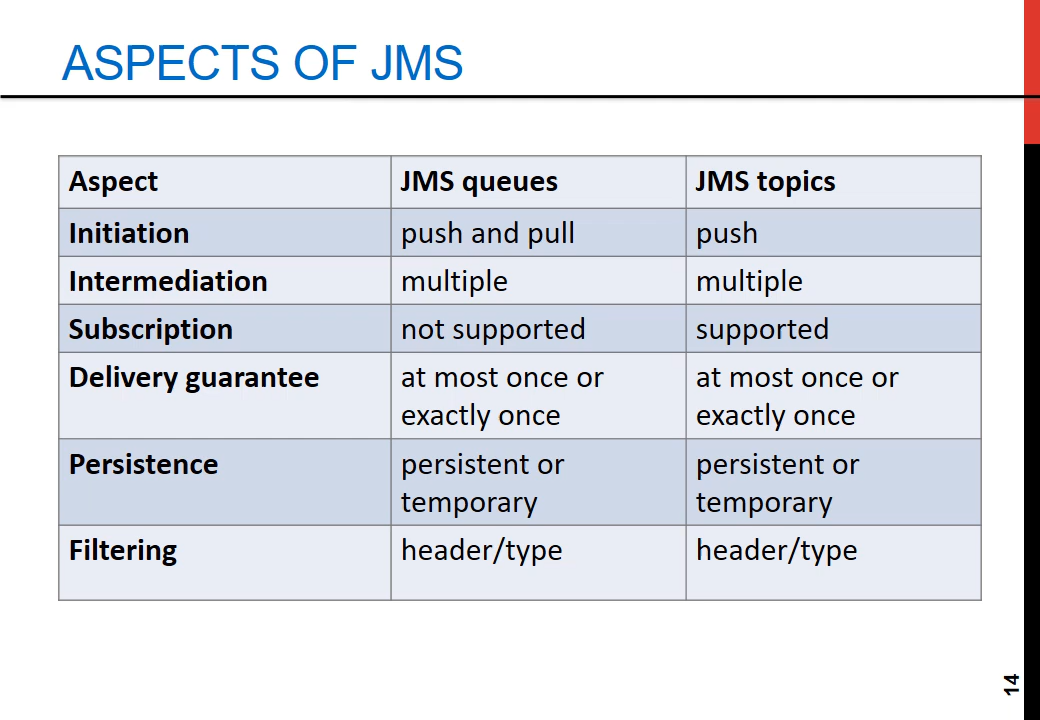 ASPECTS OF JMS
Aspect JMS queues JMS topics
Initiation push and pull push
Intermediation multiple multiple
Subscription not supported supported
Delivery guarantee at most once or at most once or
exactly once exactly once
Persistence persistent or persistent or
temporary temporary
Filtering header/type header/type
14